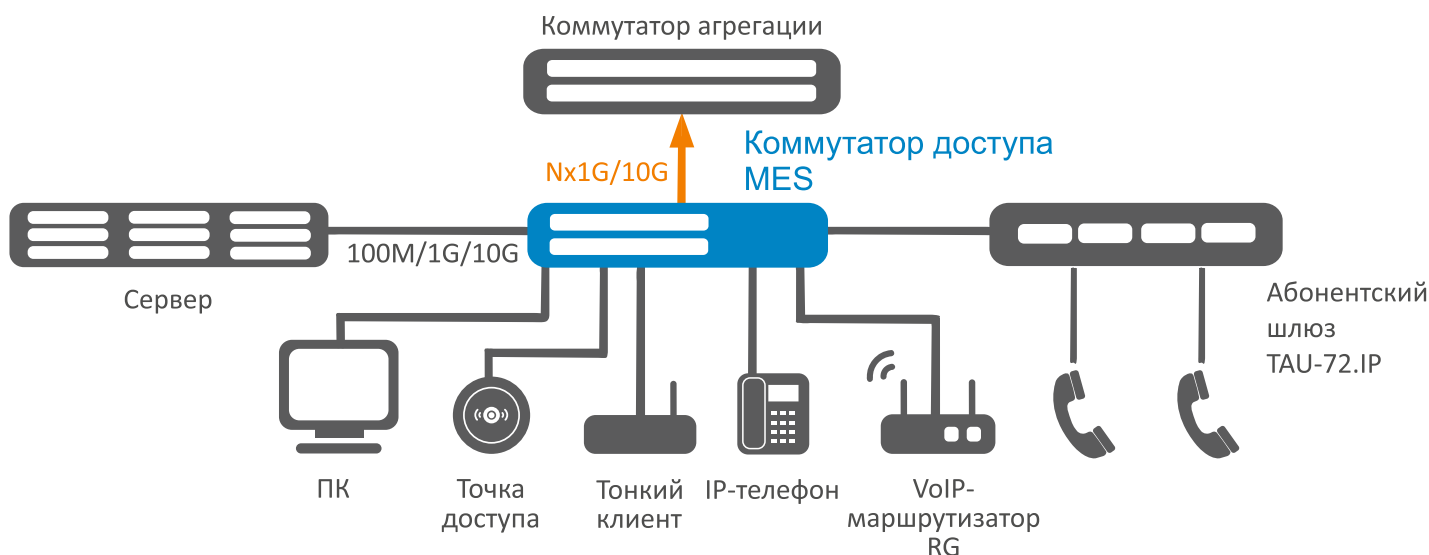 Коммутатор агрегации
Коммутатор доступа
MES
Nx1G/10G
100M/1G/10G
Сервер
Абонентский
шлюз
TAU-72.IP
ПК
Точка
доступа
Тонкий
клиент
IP-телефон
VoIP-
маршрутизатор
RG